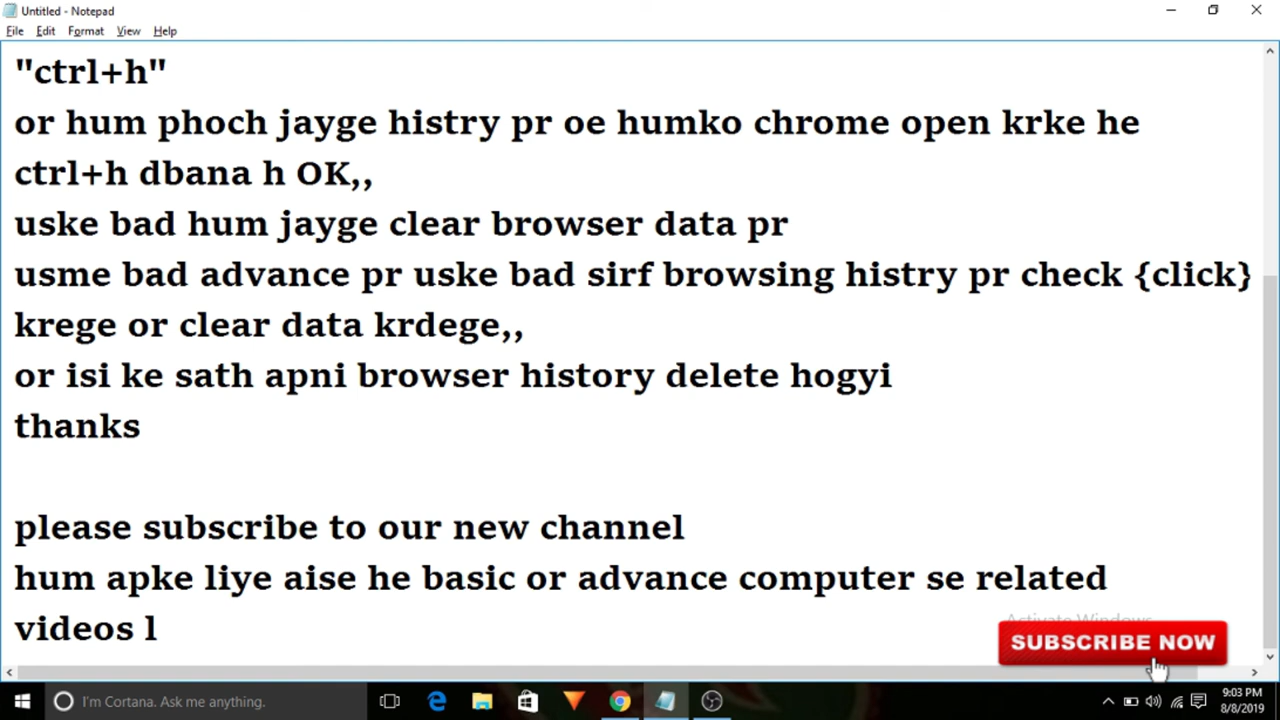 Untitled - Notepad
File Edit Format View Help
"ctrl+h"
or hum phoch jayge histry pr oe humko chrome open krke he
ctrl+h dbana h OK,,
uske bad hum jayge clear browser data pr
usme bad advance pr uske bad sirf browsing histry pr check {click}
krege or clear data krdege,,
or isi ke sath apni browser history delete hogyi
thanks
please subscribe to our new channel
hum apke liye aise he basic or advance computer se related
videos l
Activate Windows
SUBSCRIBE NOW
I'm Cortana. Ask me anything.
9:03 PM
8/8/2019